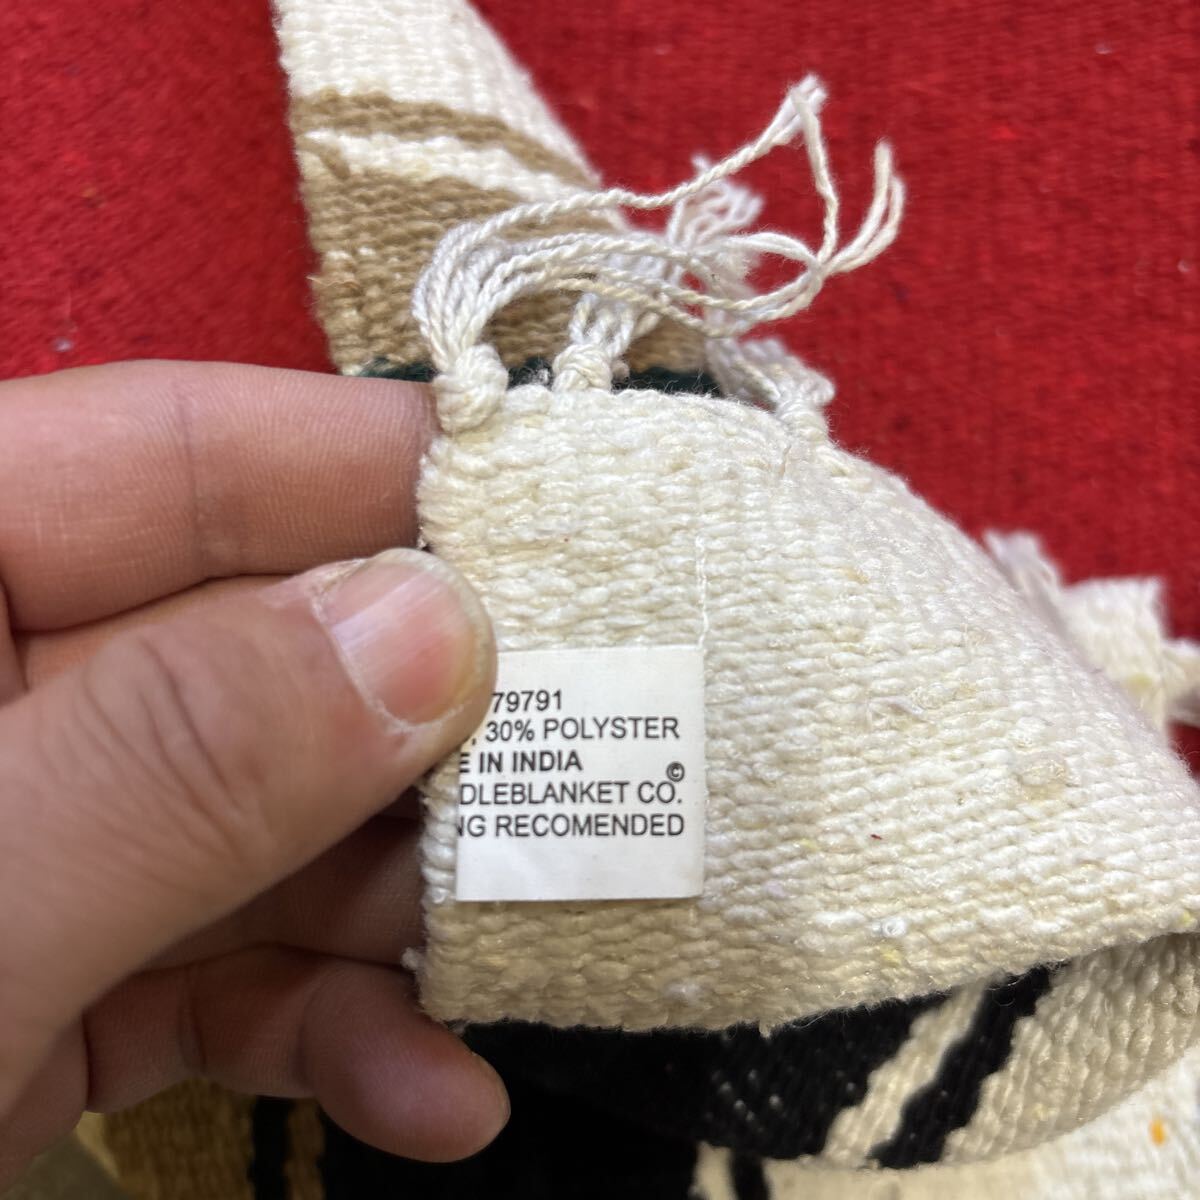 79791
30% POLYSTER
E IN INDIA
©
DLEBLANKET CO.
NG RECOMENDED